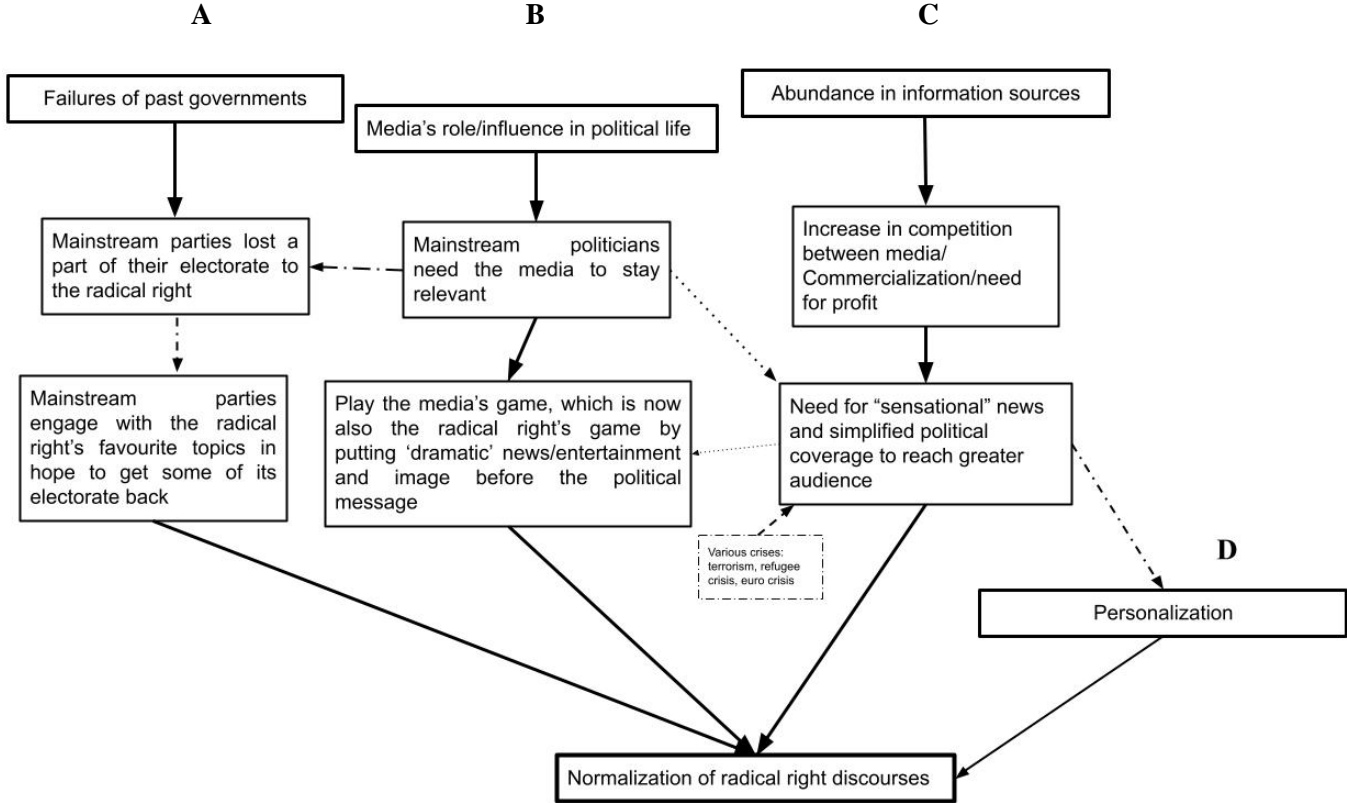 A
B
C
Failures of past governments
Media's role/influence in political life
Abundance in information sources
Mainstream parties lost a
part of their electorate to
the radical right
Mainstream politicians
need the media to stay
relevant
Increase in competition
between media/
Commercialization/need
for profit
Mainstream parties
engage with the radical
right's favourite topics in
hope to get some of its
electorate back
Play the media's game, which is now
also the radical right's game by
putting 'dramatic' news/entertainment
and image before the political
message
Need for “sensational” news
and simplified political
coverage to reach greater
audience
Various crises:
terrorism, refugee
crisis, euro crisis
D
Personalization
Normalization of radical right discourses